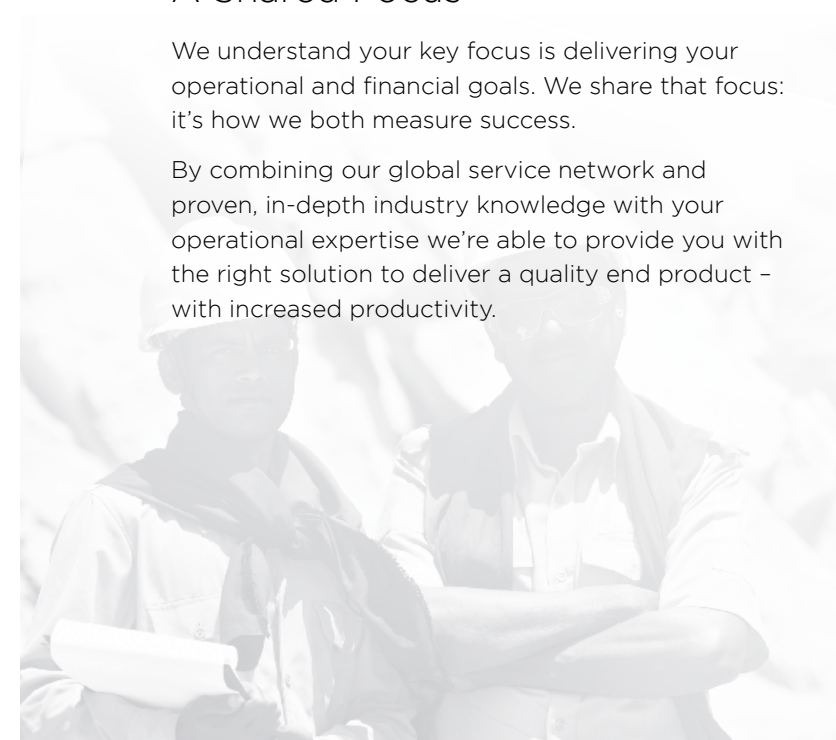 A Shared Focus
We understand your key focus is delivering your
operational and financial goals. We share that focus:
it’s how we both measure success.
By combining our global service network and
proven, in-depth industry knowledge with your
operational expertise we’re able to provide you with
the right solution to deliver a quality end product –
with increased productivity.